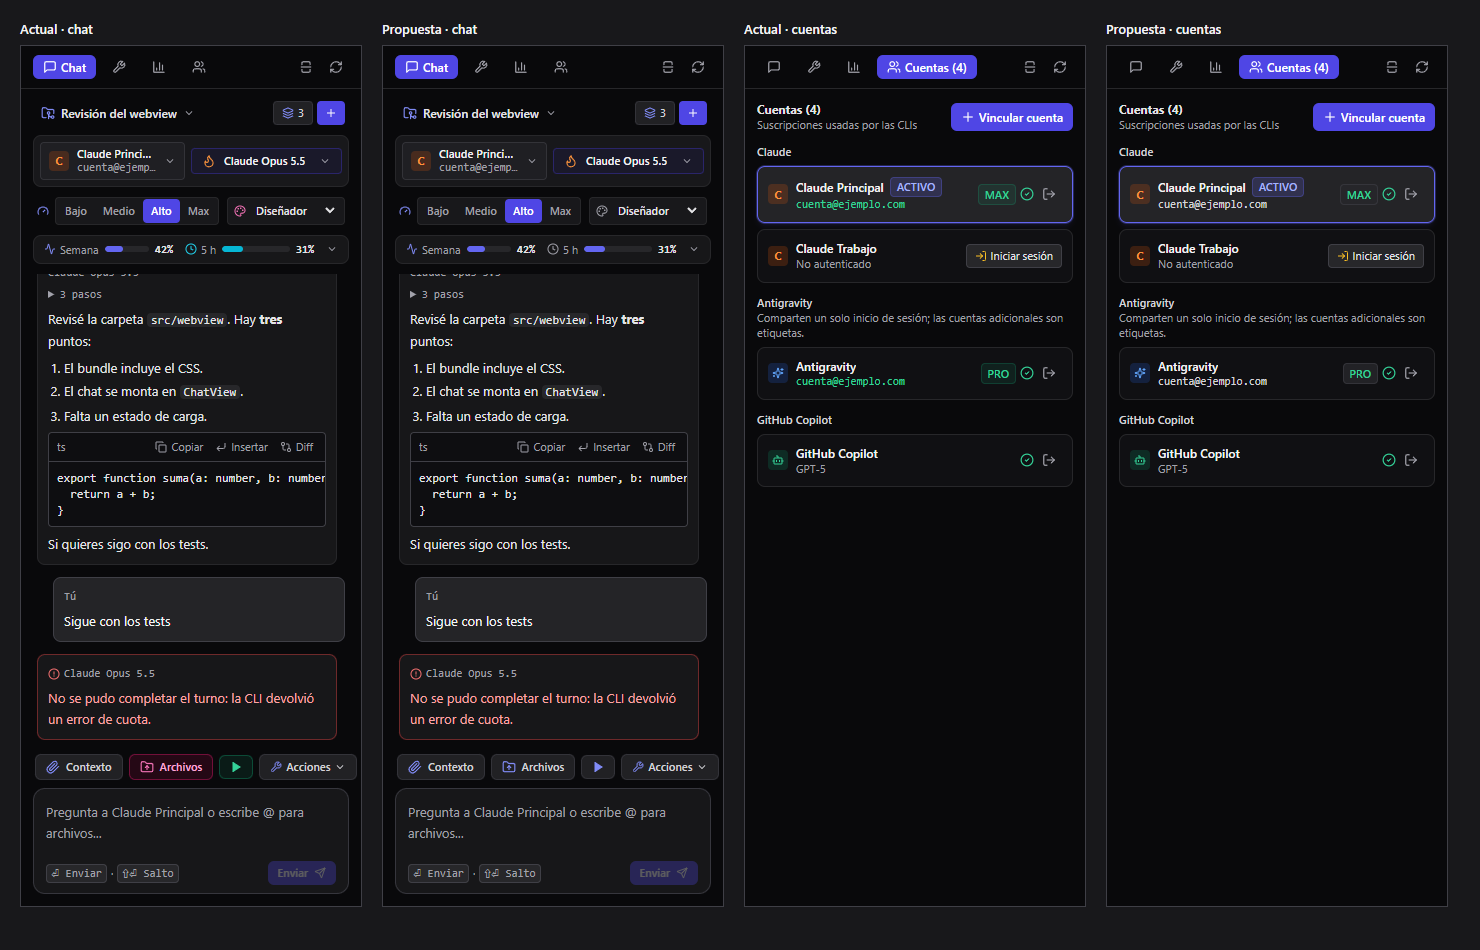 Actual · chat
Chat
Revisión del webview
3
C
Claude Princi...
cuenta@ejemp...
Claude Opus 5.5
Bajo
Medio
Alto
Max
Diseñador
Semana
42%
5 h
31%
Claude Opus 5.5
▶ 3 pasos
Revisé la carpeta src/webview. Hay tres
puntos:
1. El bundle incluye el CSS.
2. El chat se monta en ChatView.
3. Falta un estado de carga.
ts
Copiar
Insertar
Diff
export function suma(a: number, b: number
return a + b;
}
Si quieres sigo con los tests.
Tú
Sigue con los tests
Claude Opus 5.5
No se pudo completar el turno: la CLI devolvió
un error de cuota.
Contexto
Archivos
Acciones
Pregunta a Claude Principal o escribe @ para
archivos...
⏎ Enviar · ⇧⏎ Salto
Enviar
Propuesta · chat
Chat
Revisión del webview
3
C
Claude Princi...
cuenta@ejemp...
Claude Opus 5.5
Bajo
Medio
Alto
Max
Diseñador
Semana
42%
5 h
31%
Claude Opus 5.5
▶ 3 pasos
Revisé la carpeta src/webview. Hay tres
puntos:
1. El bundle incluye el CSS.
2. El chat se monta en ChatView.
3. Falta un estado de carga.
ts
Copiar
Insertar
Diff
export function suma(a: number, b: number
return a + b;
}
Si quieres sigo con los tests.
Tú
Sigue con los tests
Claude Opus 5.5
No se pudo completar el turno: la CLI devolvió
un error de cuota.
Contexto
Archivos
Acciones
Pregunta a Claude Principal o escribe @ para
archivos...
⏎ Enviar · ⇧⏎ Salto
Enviar
Actual · cuentas
Cuentas (4)
Cuentas (4)
Suscripciones usadas por las CLIs
+ Vincular cuenta
Claude
C
Claude Principal
ACTIVO
cuenta@ejemplo.com
MAX
C
Claude Trabajo
No autenticado
Iniciar sesión
Antigravity
Comparten un solo inicio de sesión; las cuentas adicionales son
etiquetas.
Antigravity
cuenta@ejemplo.com
PRO
GitHub Copilot
GitHub Copilot
GPT-5
Propuesta · cuentas
Cuentas (4)
Cuentas (4)
Suscripciones usadas por las CLIs
+ Vincular cuenta
Claude
C
Claude Principal
ACTIVO
cuenta@ejemplo.com
MAX
C
Claude Trabajo
No autenticado
Iniciar sesión
Antigravity
Comparten un solo inicio de sesión; las cuentas adicionales son
etiquetas.
Antigravity
cuenta@ejemplo.com
PRO
GitHub Copilot
GitHub Copilot
GPT-5